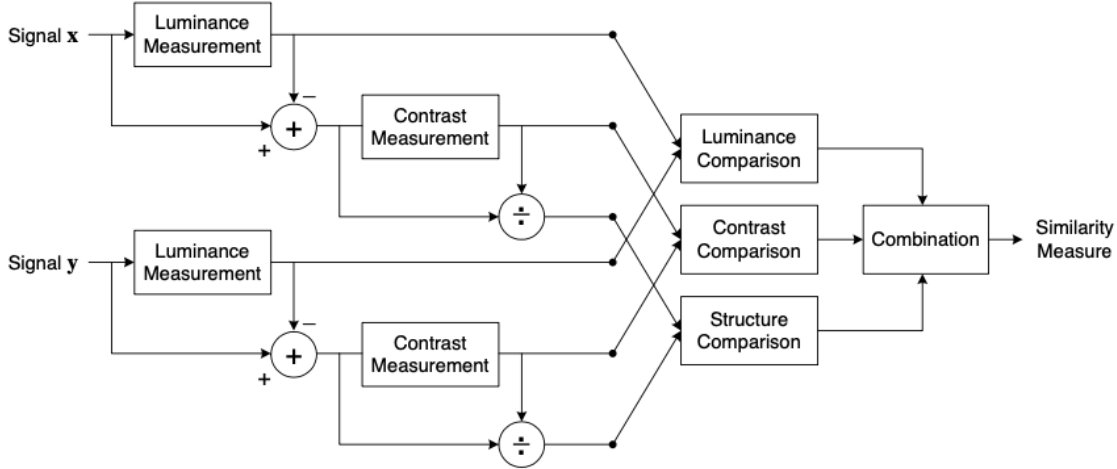 Signal x
Luminance
Measurement
−
+
+
Contrast
Measurement
÷
Signal y
Luminance
Measurement
−
+
+
Contrast
Measurement
÷
Luminance
Comparison
Contrast
Comparison
Structure
Comparison
Combination
Similarity
Measure